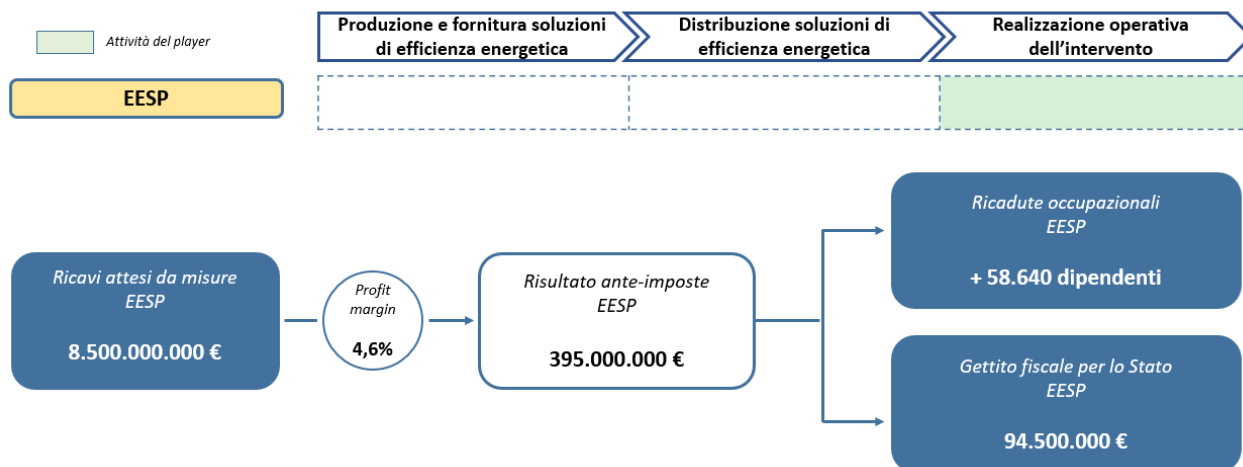 Produzione e fornitura soluzioni
di efficienza energetica
Distribuzione soluzioni di
efficienza energetica
Realizzazione operativa
dell'intervento
Attività del player
EESP
Ricavi attesi da misure
EESP
8.500.000.000 €
Profit
margin
4,6%
Risultato ante-imposte
EESP
395.000.000 €
Ricadute occupazionali
EESP
+ 58.640 dipendenti
Gettito fiscale per lo Stato
EESP
94.500.000 €